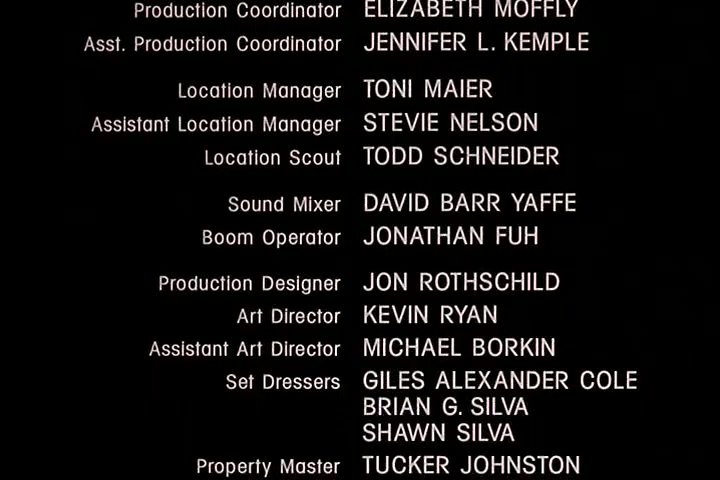 Production Coordinator ELIZABETH MOFFLY
Asst. Production Coordinator JENNIFER L. KEMPLE
Location Manager TONI MAIER
Assistant Location Manager STEVIE NELSON
Location Scout TODD SCHNEIDER
Sound Mixer DAVID BARR YAFFE
Boom Operator JONATHAN FUH
Production Designer JON ROTHSCHILD
Art Director KEVIN RYAN
Assistant Art Director MICHAEL BORKIN
Set Dressers GILES ALEXANDER COLE
BRIAN G. SILVA
SHAWN SILVA
Property Master TUCKER JOHNSTON